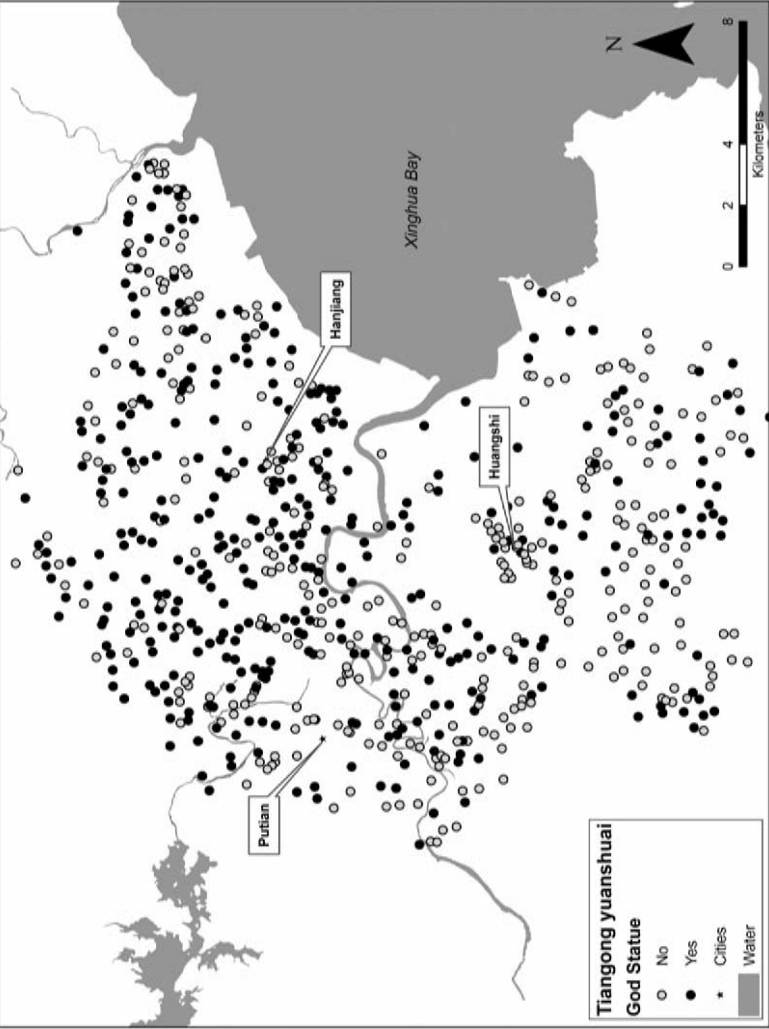 N
8
4
2
0
Kilometers
Xinghua Bay
Hanjiang
Huangshi
Putian
Tiangong yuanshuai
God Statue
No
Yes
Cities
Water